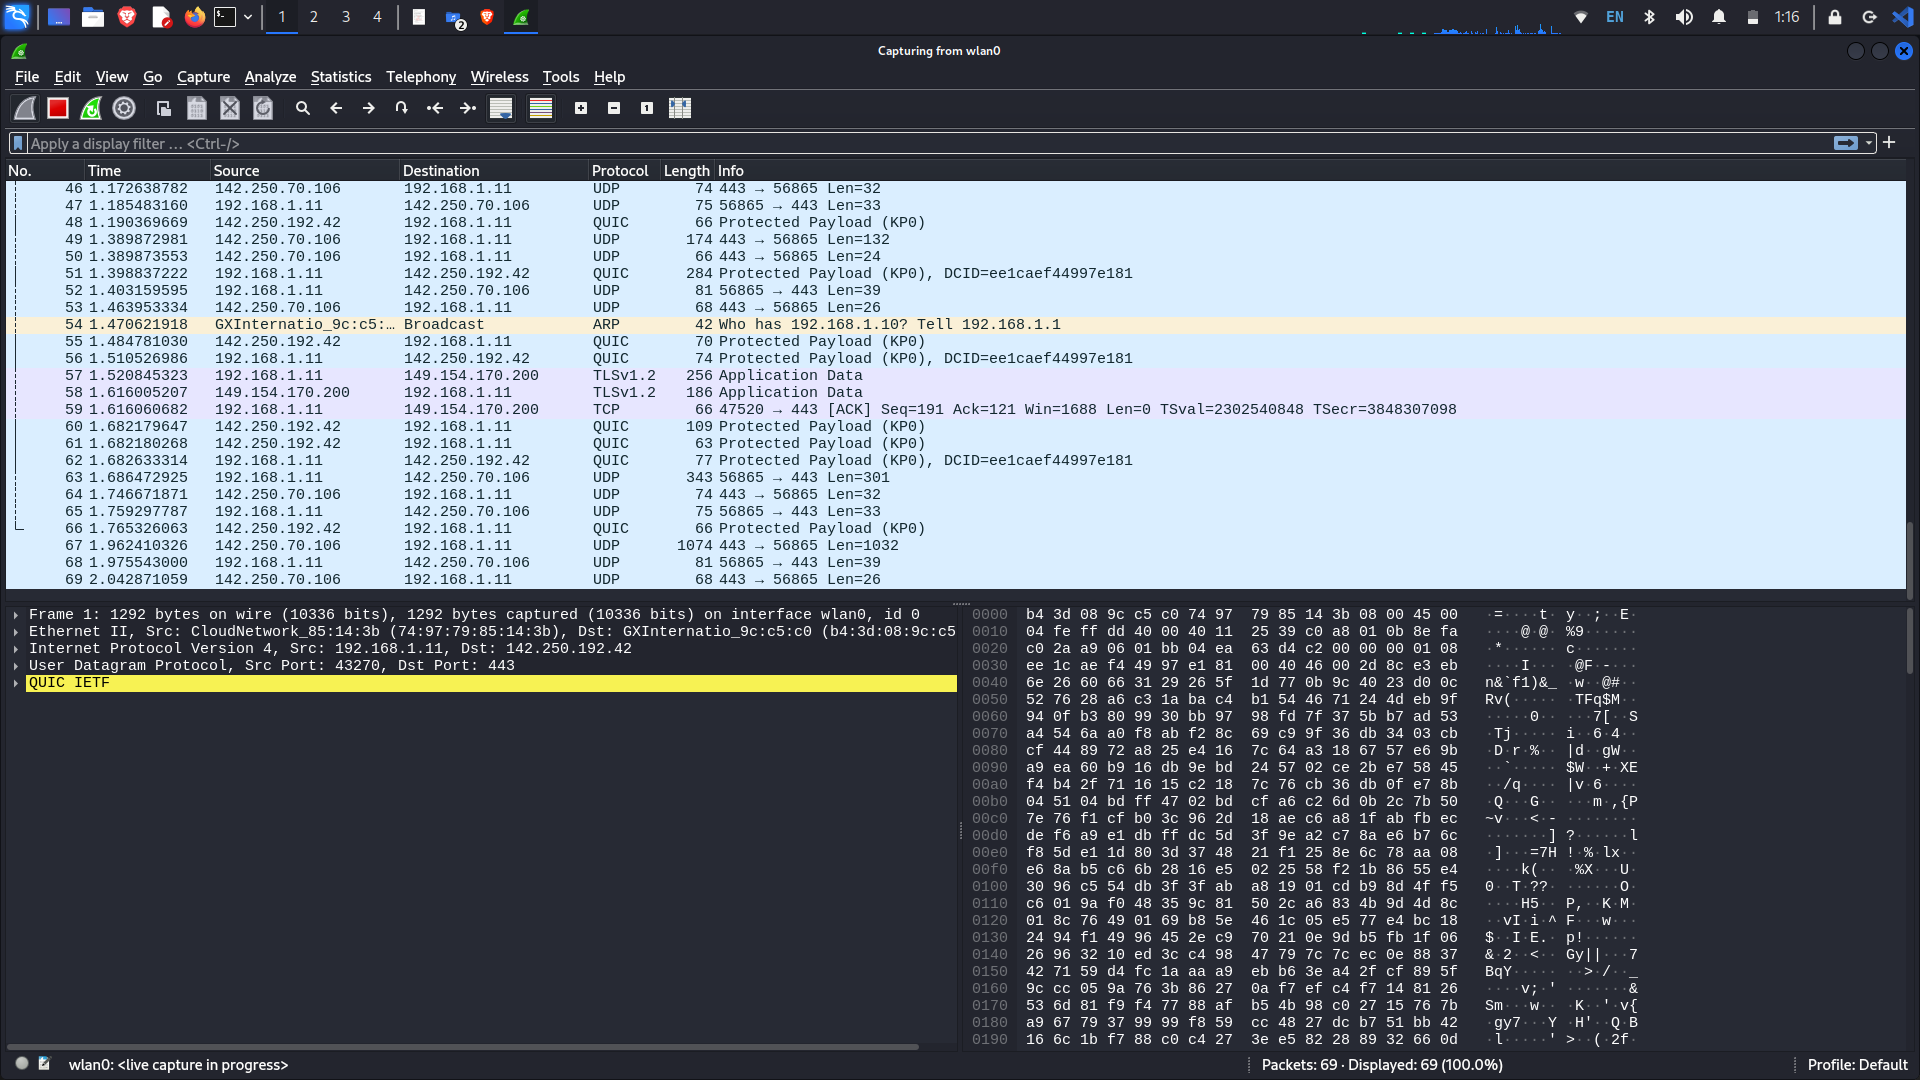 1 2 3 4 2 EN 1:16
Capturing from wlan0
File Edit View Go Capture Analyze Statistics Telephony Wireless Tools Help
Apply a display filter … <Ctrl-/>
No. Time Source Destination Protocol Length Info
46 1.172638782 142.250.70.106 192.168.1.11 UDP 74 443 → 56865 Len=32
47 1.185483160 192.168.1.11 142.250.70.106 UDP 75 56865 → 443 Len=33
48 1.190369669 142.250.192.42 192.168.1.11 QUIC 66 Protected Payload (KP0)
49 1.389872981 142.250.70.106 192.168.1.11 UDP 174 443 → 56865 Len=132
50 1.389873553 142.250.70.106 192.168.1.11 UDP 66 443 → 56865 Len=24
51 1.398837222 192.168.1.11 142.250.192.42 QUIC 284 Protected Payload (KP0), DCID=ee1caef44997e181
52 1.403159595 192.168.1.11 142.250.70.106 UDP 81 56865 → 443 Len=39
53 1.463953334 142.250.70.106 192.168.1.11 UDP 68 443 → 56865 Len=26
54 1.470621918 GXInternatio_9c:c5:… Broadcast ARP 42 Who has 192.168.1.10? Tell 192.168.1.1
55 1.484781030 142.250.192.42 192.168.1.11 QUIC 70 Protected Payload (KP0)
56 1.510526986 192.168.1.11 142.250.192.42 QUIC 74 Protected Payload (KP0), DCID=ee1caef44997e181
57 1.520845323 192.168.1.11 149.154.170.200 TLSv1.2 256 Application Data
58 1.616005207 149.154.170.200 192.168.1.11 TLSv1.2 186 Application Data
59 1.616060682 192.168.1.11 149.154.170.200 TCP 66 47520 → 443 [ACK] Seq=191 Ack=121 Win=1688 Len=0 TSval=2302540848 TSecr=3848307098
60 1.682179647 142.250.192.42 192.168.1.11 QUIC 109 Protected Payload (KP0)
61 1.682180268 142.250.192.42 192.168.1.11 QUIC 63 Protected Payload (KP0)
62 1.682633314 192.168.1.11 142.250.192.42 QUIC 77 Protected Payload (KP0), DCID=ee1caef44997e181
63 1.686472925 192.168.1.11 142.250.70.106 UDP 343 56865 → 443 Len=301
64 1.746671871 142.250.70.106 192.168.1.11 UDP 74 443 → 56865 Len=32
65 1.759297787 192.168.1.11 142.250.70.106 UDP 75 56865 → 443 Len=33
66 1.765326063 142.250.192.42 192.168.1.11 QUIC 66 Protected Payload (KP0)
67 1.962410326 142.250.70.106 192.168.1.11 UDP 1074 443 → 56865 Len=1032
68 1.975543000 192.168.1.11 142.250.70.106 UDP 81 56865 → 443 Len=39
69 2.042871059 142.250.70.106 192.168.1.11 UDP 68 443 → 56865 Len=26
Frame 1: 1292 bytes on wire (10336 bits), 1292 bytes captured (10336 bits) on interface wlan0, id 0
Ethernet II, Src: CloudNetwork_85:14:3b (74:97:79:85:14:3b), Dst: GXInternatio_9c:c5:c0 (b4:3d:08:9c:c5
Internet Protocol Version 4, Src: 192.168.1.11, Dst: 142.250.192.42
User Datagram Protocol, Src Port: 43270, Dst Port: 443
QUIC IETF
0000 b4 3d 08 9c c5 c0 74 97 79 85 14 3b 08 00 45 00 ·=····t· y··;··E·
0010 04 fe ff dd 40 00 40 11 25 39 c0 a8 01 0b 8e fa ····@·@· %9······
0020 c0 2a a9 06 01 bb 04 ea 63 d4 c2 00 00 00 01 08 ·*······ c·······
0030 ee 1c ae f4 49 97 e1 81 00 40 46 00 2d 8c e3 eb ····I··· ·@F·-···
0040 6e 26 60 66 31 29 26 5f 1d 77 0b 9c 40 23 d0 0c n&`f1)&_ ·w··@#··
0050 52 76 28 a6 c3 1a ba c4 b1 54 46 71 24 4d eb 9f Rv(····· ·TFq$M··
0060 94 0f b3 80 99 30 bb 97 98 fd 7f 37 5b b7 ad 53 ·····0·· ···7[··S
0070 a4 54 6a a0 f8 ab f2 8c 69 c9 9f 36 db 34 03 cb ·Tj····· i··6·4··
0080 cf 44 89 72 a8 25 e4 16 7c 64 a3 18 67 57 e6 9b ·D·r·%·· |d··gW··
0090 a9 ea 60 b9 16 db 9e bd 24 57 02 ce 2b e7 58 45 ··`····· $W··+·XE
00a0 f4 b4 2f 71 16 15 c2 18 7c 76 cb 36 db 0f e7 8b ··/q···· |v·6····
00b0 04 51 04 bd ff 47 02 bd cf a6 c2 6d 0b 2c 7b 50 ·Q···G·· ···m·,{P
00c0 7e 76 f1 cf b0 3c 96 2d 18 ae c6 a8 1f ab fb ec ~v···<·- ········
00d0 de f6 a9 e1 db ff dc 5d 3f 9e a2 c7 8a e6 b7 6c ·······] ?······l
00e0 f8 5d e1 1d 80 3d 37 48 21 f1 25 8e 6c 78 aa 08 ·]···=7H !·%·lx··
00f0 e6 8a b5 c6 6b 28 16 e5 02 25 58 f2 1b 86 55 e4 ····k(·· ·%X···U·
0100 30 96 c5 54 db 3f 3f ab a8 19 01 cd b9 8d 4f f5 0··T·??· ······O·
0110 c6 01 9a f0 48 35 9c 81 50 2c a6 83 4b 9d 4d 8c ····H5·· P,··K·M·
0120 01 8c 76 49 01 69 b8 5e 46 1c 05 e5 77 e4 bc 18 ··vI·i·^ F···w···
0130 24 94 f1 49 96 45 2e c9 70 21 0e 9d b5 fb 1f 06 $··I·E.· p!······
0140 26 96 32 10 ed 3c c4 98 47 79 7c 7c ec 0e 88 37 &·2··<·· Gy||···7
0150 42 71 59 d4 fc 1a aa a9 eb b6 3e a4 2f cf 89 5f BqY····· ··>·/··_
0160 9c cc 05 9a 76 3b 86 27 0a f7 ef c4 f7 14 81 26 ····v;·' ·······&
0170 53 6d 81 f9 f4 77 88 af b5 4b 98 c0 27 15 76 7b Sm···w·· ·K··'·v{
0180 a9 67 79 37 99 99 f8 59 cc 48 27 dc b7 51 bb 42 ·gy7···Y ·H'··Q·B
0190 16 6c 1b f7 88 c0 c4 27 3e e5 82 28 89 32 66 0d ·l·····' >··(·2f·
wlan0: <live capture in progress> Packets: 69 · Displayed: 69 (100.0%) Profile: Default